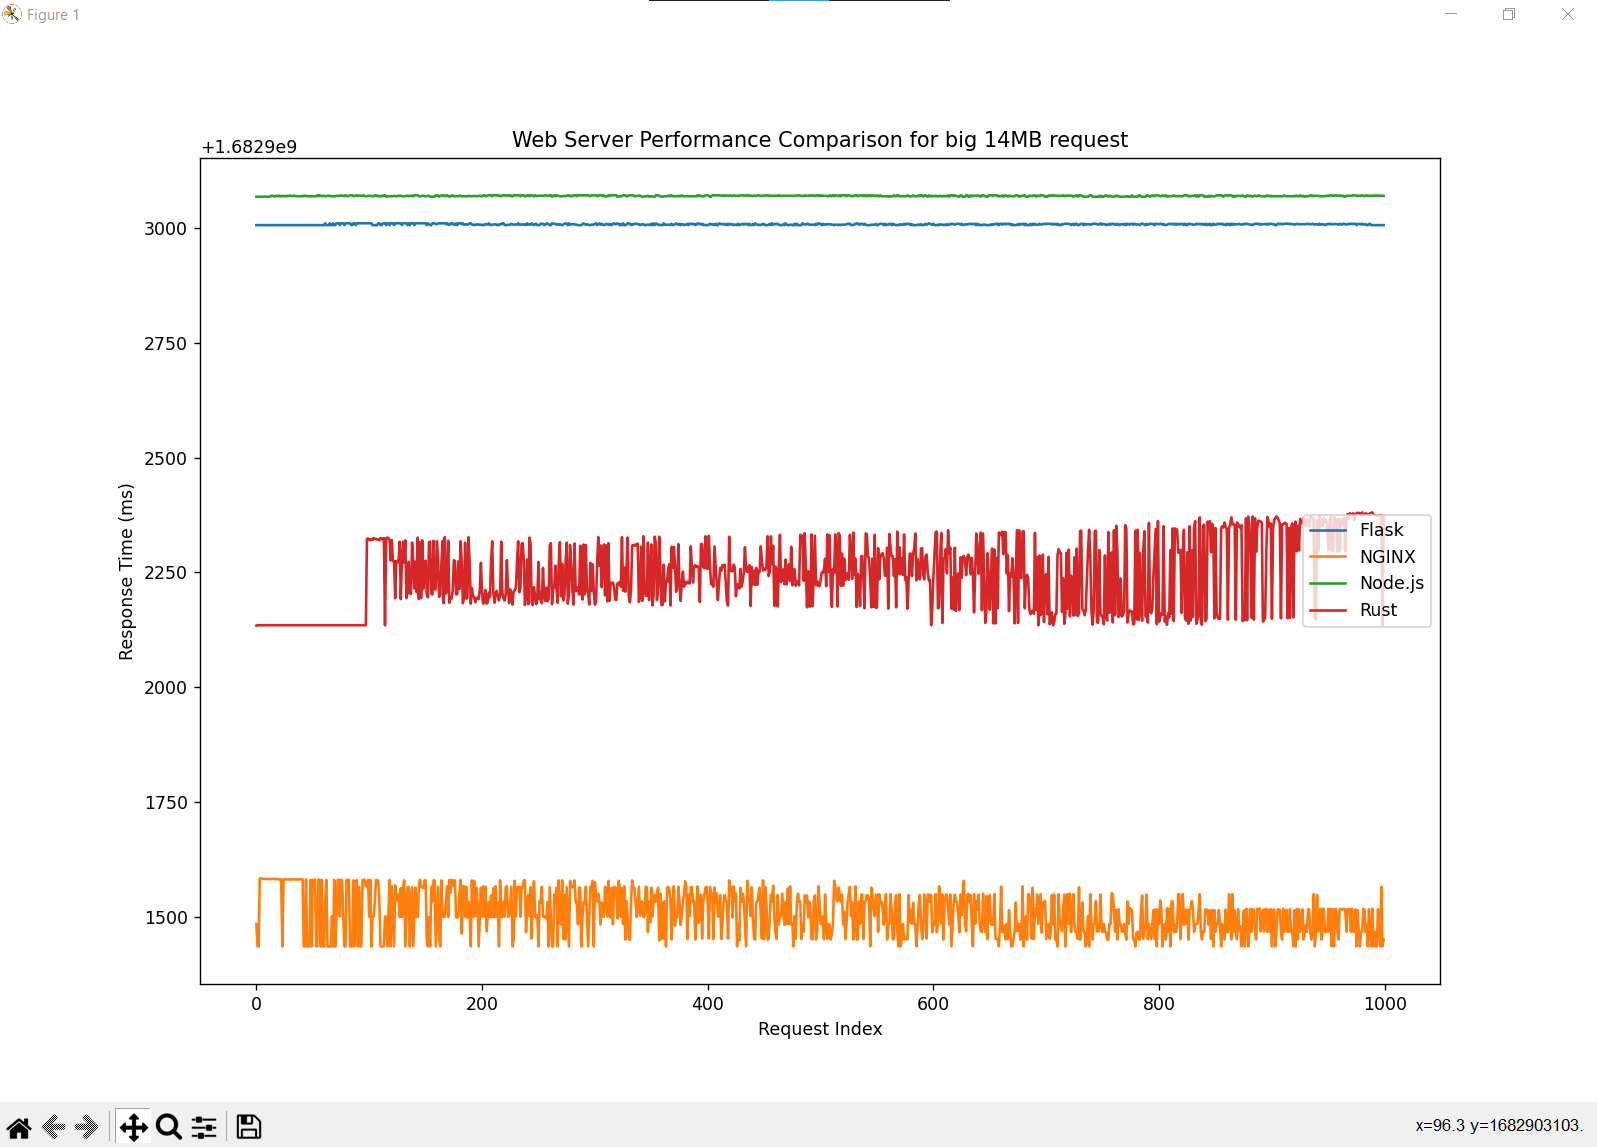 Figure 1
Web Server Performance Comparison for big 14MB request
+1.6829e9
3000
2750
2500
2250
2000
1750
1500
Response Time (ms)
Flask
NGINX
Node.js
Rust
0 200 400 600 800 1000
Request Index
x=96.3 y=1682903103.